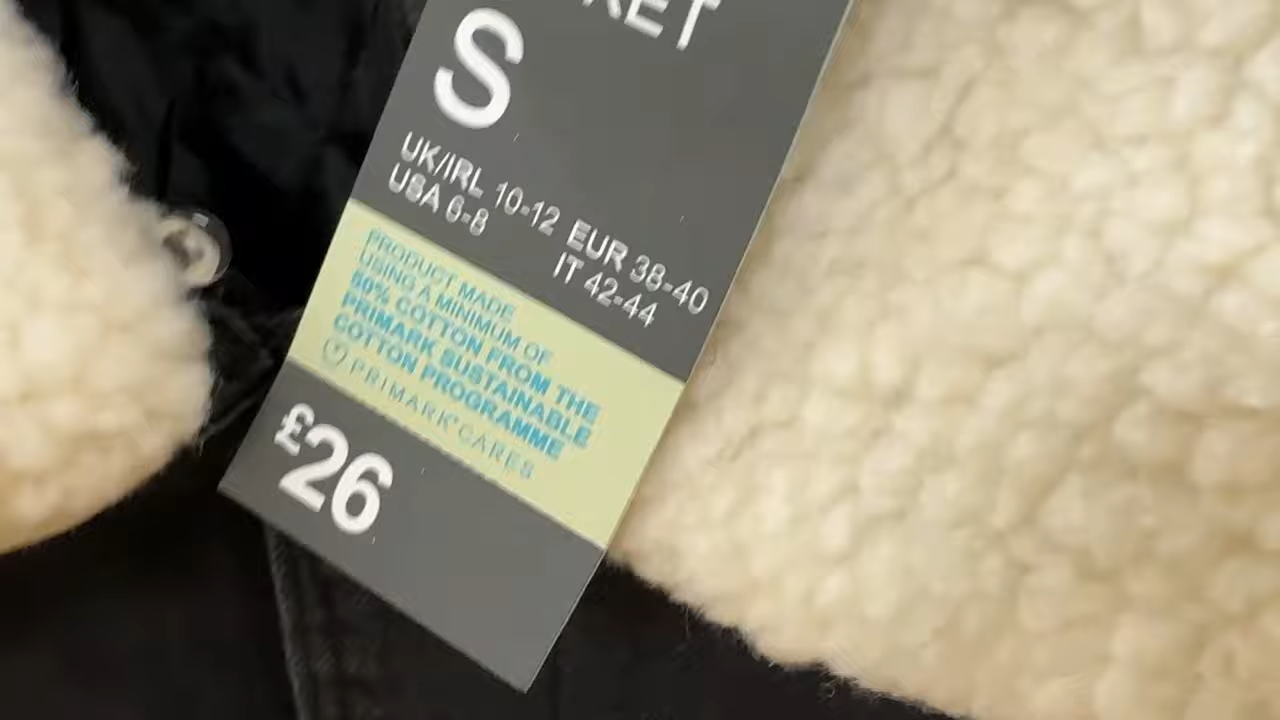 KET
S
UK/IRL 10-12 EUR 38-40
USA 6-8 IT 42-44
PRODUCT MADE
USING A MINIMUM OF
COTTON FROM THE
PRIMARK SUSTAINABLE
COTTON PROGRAMME
PRIMARK CARES
£26